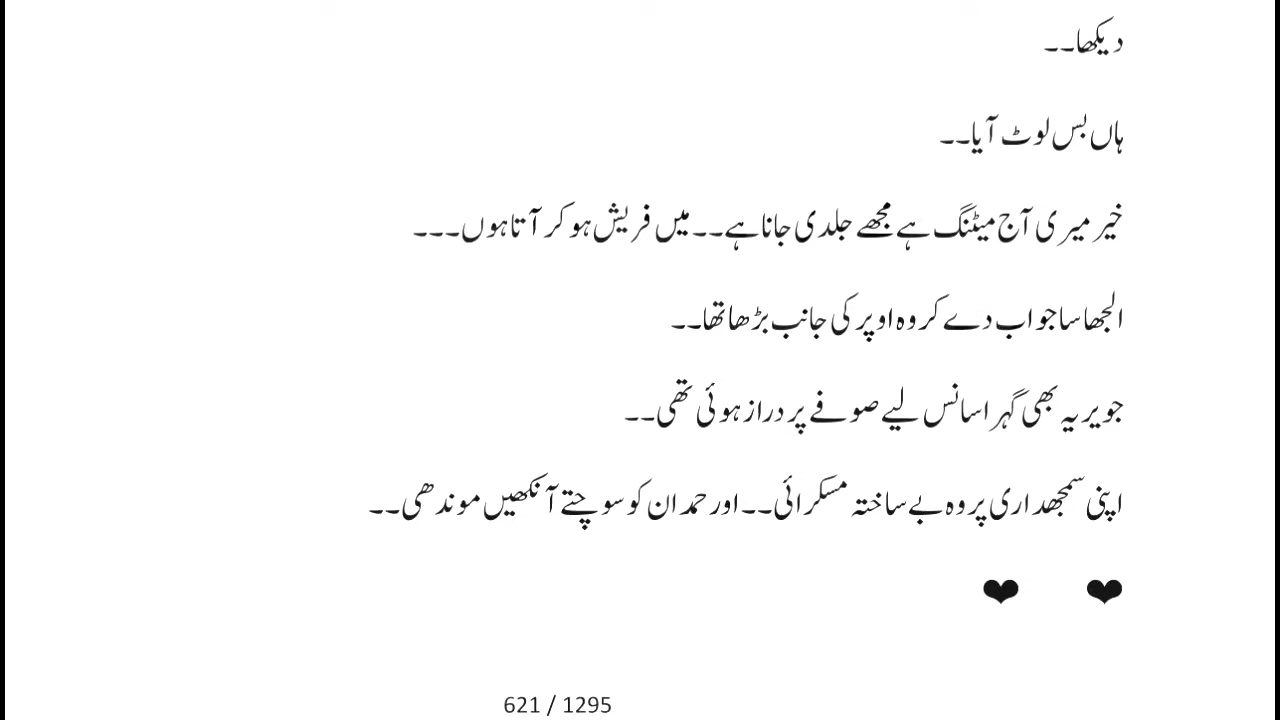 دیکھا۔۔
ہاں بس لوٹ آیا۔۔
خیر میری آج میٹنگ ہے مجھے جلدی جانا ہے۔۔ میں فریش ہو کر آتا ہوں۔۔۔
الجھا سا جواب دے کر وہ اوپر کی جانب بڑھا تھا۔۔
جویریہ بھی گہرا سانس لیے صوفے پر دراز ہوئی تھی۔۔
اپنی سمجھداری پر وہ بے ساختہ مسکرائی۔۔ اور حمدان کو سوچتے آنکھیں موندھی۔۔
❤ ❤
621 / 1295